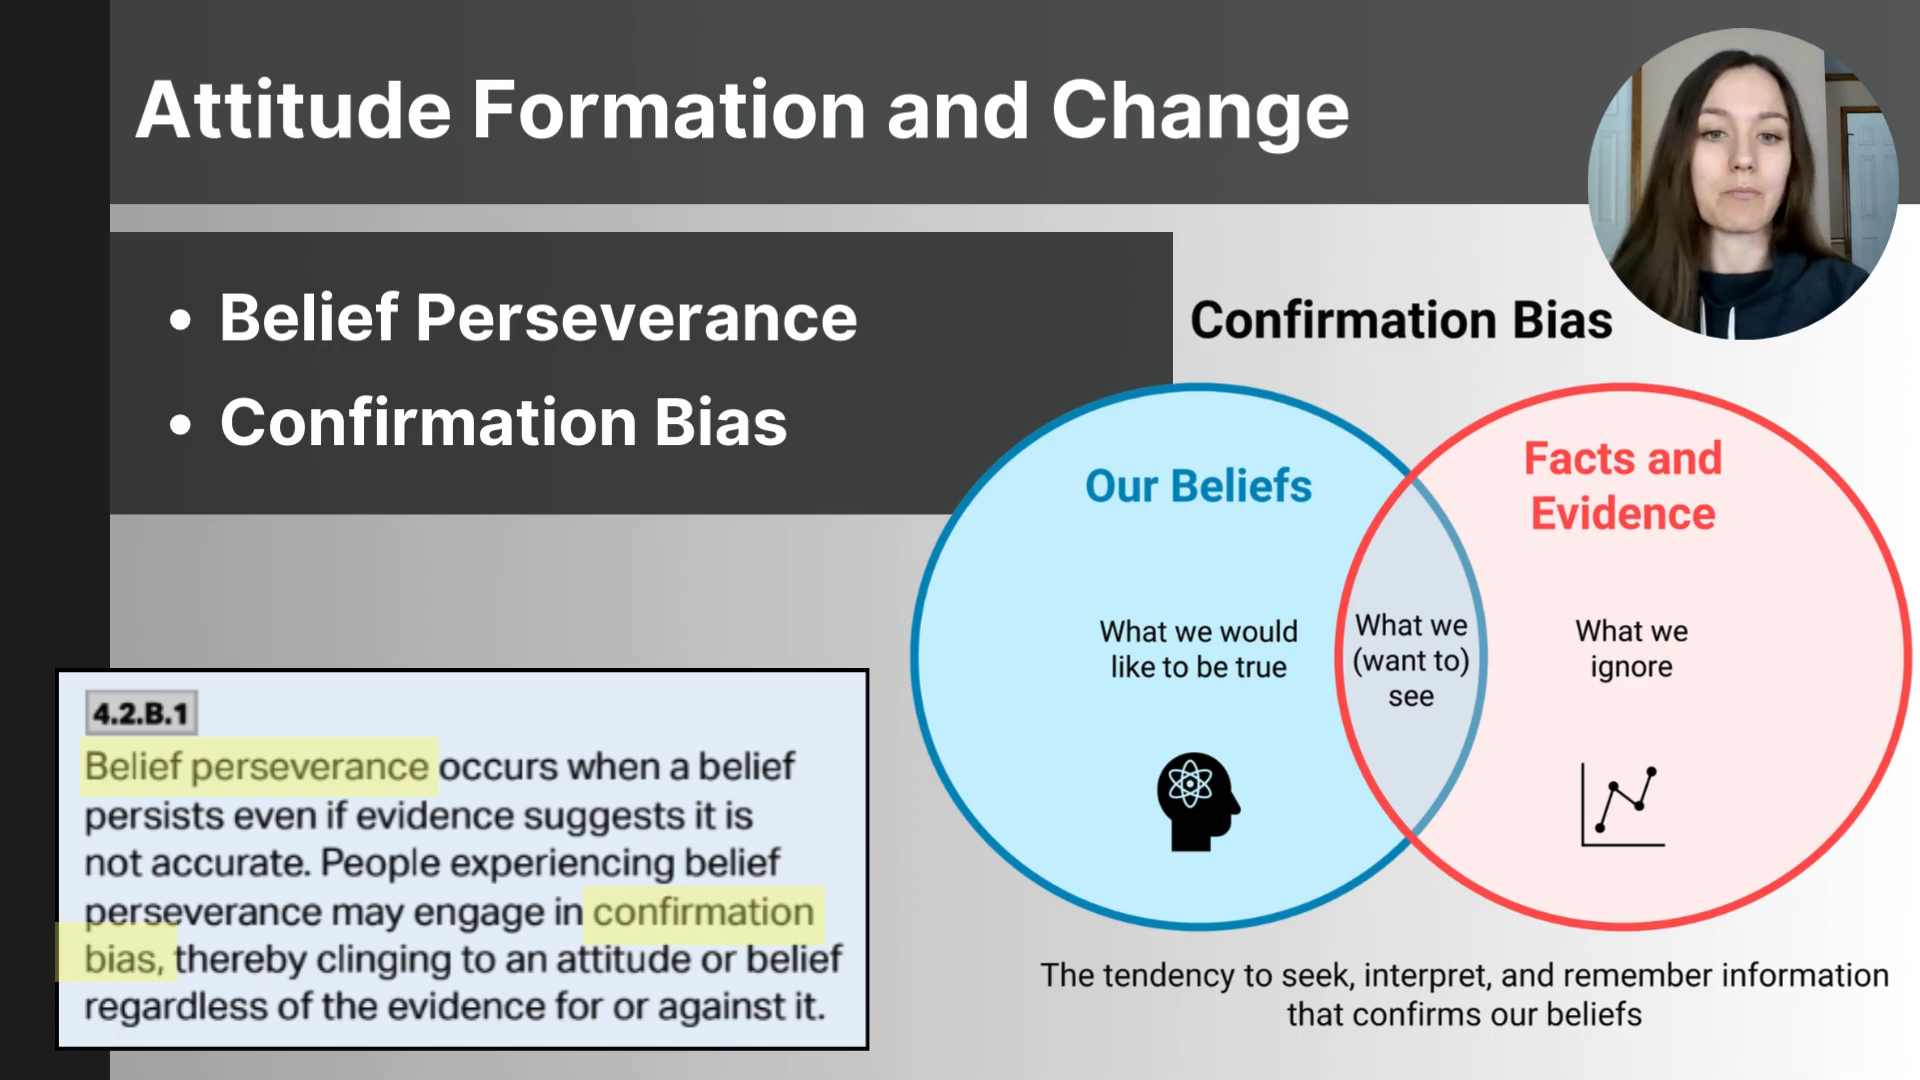 Attitude Formation and Change
• Belief Perseverance
• Confirmation Bias
4.2.B.1
Belief perseverance occurs when a belief
persists even if evidence suggests it is
not accurate. People experiencing belief
perseverance may engage in confirmation
bias, thereby clinging to an attitude or belief
regardless of the evidence for or against it.
Confirmation Bias
Our Beliefs
What we would
like to be true
What we
(want to)
see
Facts and
Evidence
What we
ignore
The tendency to seek, interpret, and remember information
that confirms our beliefs